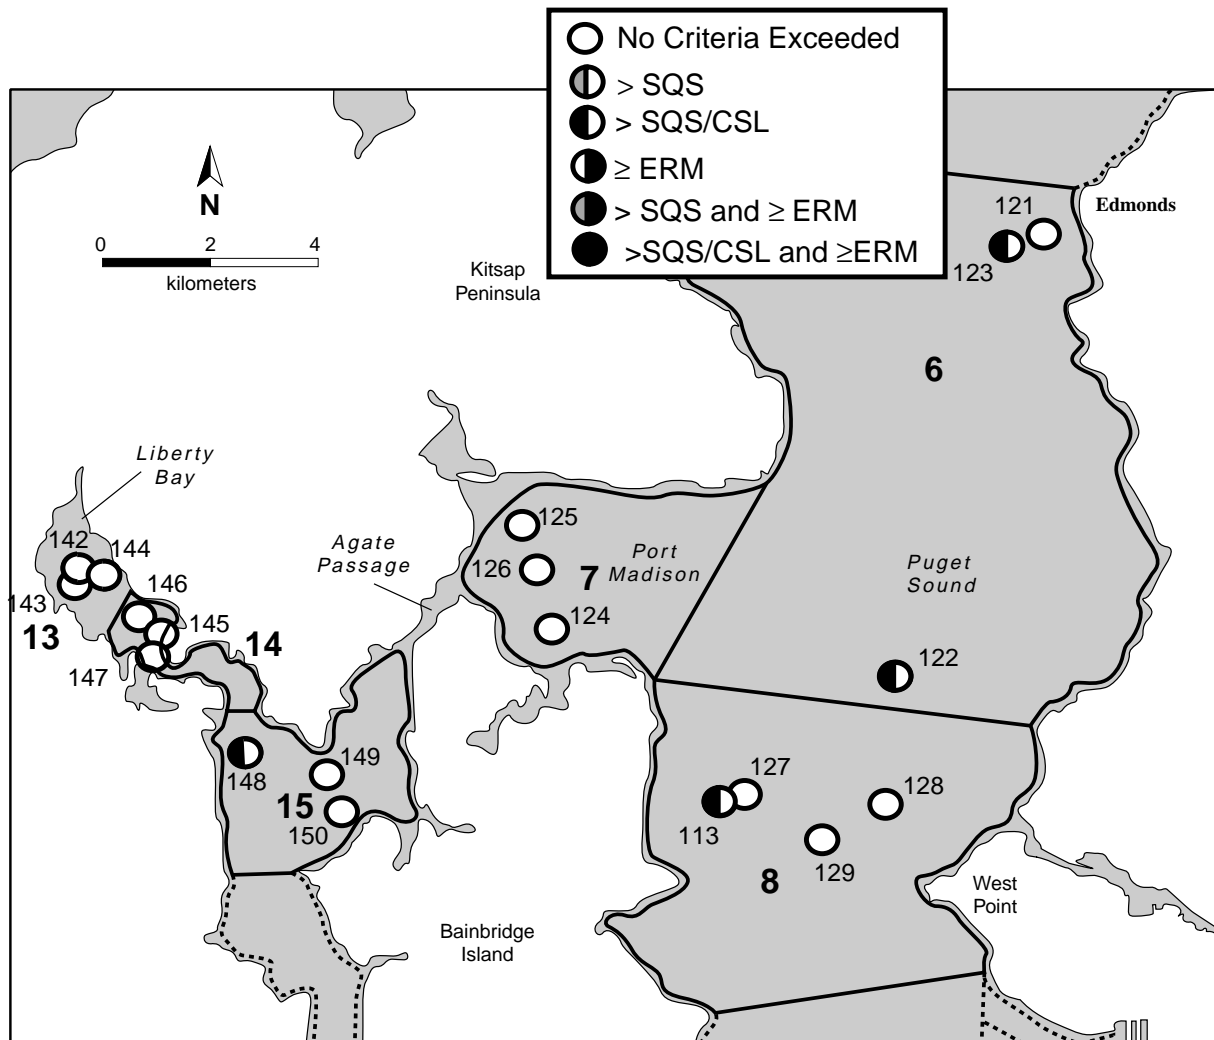 No Criteria Exceeded
> SQS
> SQS/CSL
≥ ERM
> SQS and ≥ ERM
>SQS/CSL and ≥ERM
N
0 2 4
kilometers
Kitsap
Peninsula
Edmonds
121
123
6
Liberty
Bay
Agate
Passage
125
126
7
Port
Madison
124
Puget
Sound
142
144
143
146
13
145
14
147
122
148
149
15
150
127
128
113
129
8
West
Point
Bainbridge
Island